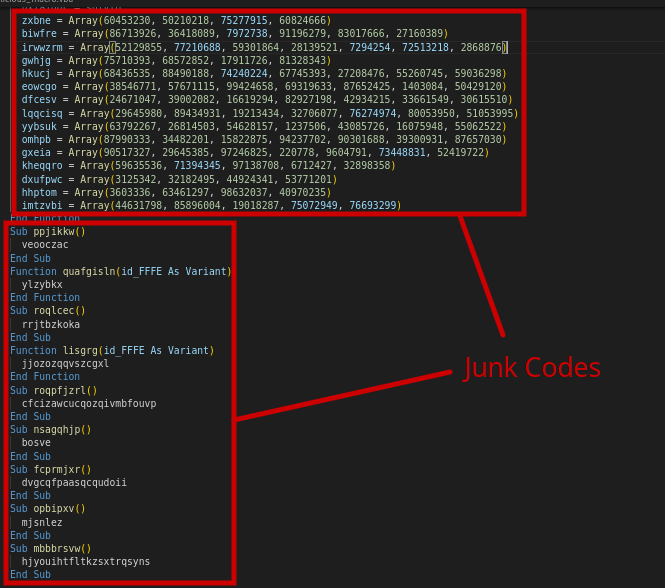 zxbne = Array(60453230, 50210218, 75277915, 60824666)
biwfre = Array(86713926, 36418089, 7972738, 91196279, 83017666, 27160389)
irwwzrm = Array(52129855, 77210688, 59301864, 28139521, 7294254, 72513218, 2868876)
gwhjg = Array(75710393, 68572852, 17911726, 81328343)
hkucj = Array(68436535, 88490188, 74240224, 67745393, 27208476, 55260745, 59036298)
eowcgo = Array(38546771, 57671115, 99424658, 69319633, 87652425, 1403084, 50429120)
dfcesv = Array(24671047, 39002082, 16619294, 82927198, 42934215, 33661549, 30615510)
lqqcisq = Array(29645980, 89434931, 19213434, 32706077, 76274974, 80053950, 51053995)
yybsuk = Array(63792267, 26814503, 54628157, 1237506, 43085726, 16075948, 55062522)
omhpb = Array(87990333, 34482201, 15822875, 94237702, 90301688, 39300931, 87657030)
gxeia = Array(90517327, 29645385, 97246825, 220778, 9604791, 73448831, 52419722)
kheqqro = Array(59635536, 71394345, 97138708, 6712427, 32898358)
dxufpwc = Array(3125342, 32182495, 44924341, 53771201)
hhptom = Array(3603336, 63461297, 98632037, 40970235)
imtzvbi = Array(44631798, 85896004, 19018287, 75072949, 76693299)
End Function
Sub ppjikkw()
veooczac
End Sub
Function quafgisln(id_FFFE As Variant)
ylzybkx
End Function
Sub roqlcec()
rrjtbzkoka
End Sub
Function lisgrg(id_FFFE As Variant)
jjozozqqvszcgxl
End Function
Sub roqpfjzrl()
cfcizawcucqozqivmbfouvp
End Sub
Sub nsagqhjp()
bosve
End Sub
Sub fcprmjxr()
dvgcqfpaasqcqudoii
End Sub
Sub opbipxv()
mjsnlez
End Sub
Sub mbbbrsvw()
hjyouihtfltkzsxtrqsyns
End Sub
Junk Codes